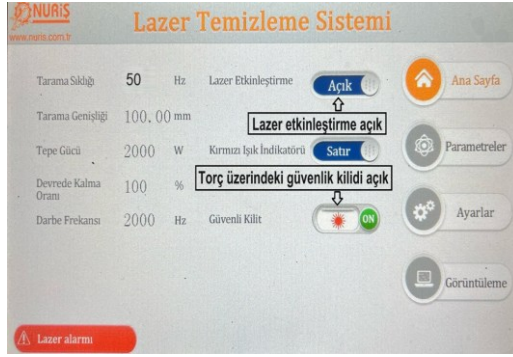 NURiS
www.nuris.com.tr
Lazer Temizleme Sistemi
Tarama Sıklığı 50 Hz Lazer Etkinleştirme Açık
Ana Sayfa
Tarama Genişliği 100.00 mm
Lazer etkinleştirme açık
Tepe Gücü 2000 W Kırmızı Işık İndikatörü Satır
Parametreler
Torç üzerindeki güvenlik kilidi açık
Devrede Kalma
Oranı 100 %
Darbe Frekansı 2000 Hz Güvenli Kilit ON
Ayarlar
Görüntüleme
Lazer alarmı